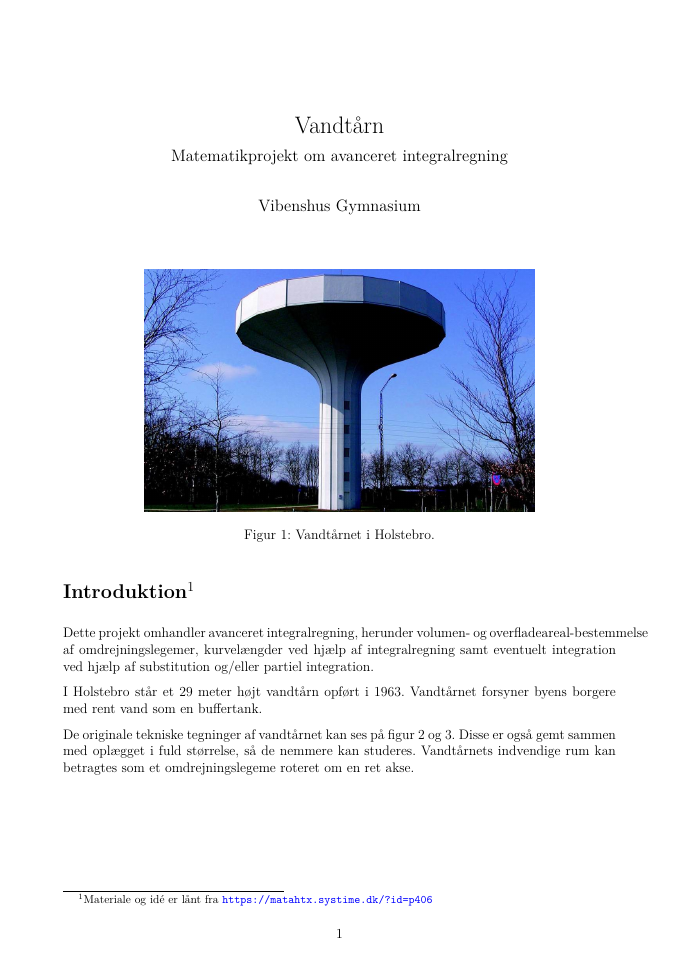 Vandtårn
Matematikprojekt om avanceret integralregning
Vibenshus Gymnasium
Figur 1: Vandtårnet i Holstebro.
Introduktion¹
Dette projekt omhandler avanceret integralregning, herunder volumen- og overfladeareal-bestemmelse
af omdrejningslegemer, kurvelængder ved hjælp af integralregning samt eventuelt integration
ved hjælp af substitution og/eller partiel integration.
I Holstebro står et 29 meter højt vandtårn opført i 1963. Vandtårnet forsyner byens borgere
med rent vand som en buffertank.
De originale tekniske tegninger af vandtårnet kan ses på figur 2 og 3. Disse er også gemt sammen
med oplægget i fuld størrelse, så de nemmere kan studeres. Vandtårnets indvendige rum kan
betragtes som et omdrejningslegeme roteret om en ret akse.
¹Materiale og idé er lånt fra https://matahtx.systime.dk/?id=p406
1